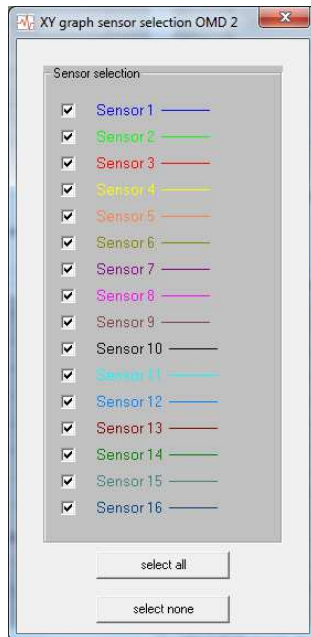 XY graph sensor selection OMD 2
Sensor selection
Sensor 1
Sensor 2
Sensor 3
Sensor 4
Sensor 5
Sensor 6
Sensor 7
Sensor 8
Sensor 9
Sensor 10
Sensor 11
Sensor 12
Sensor 13
Sensor 14
Sensor 15
Sensor 16
select all
select none